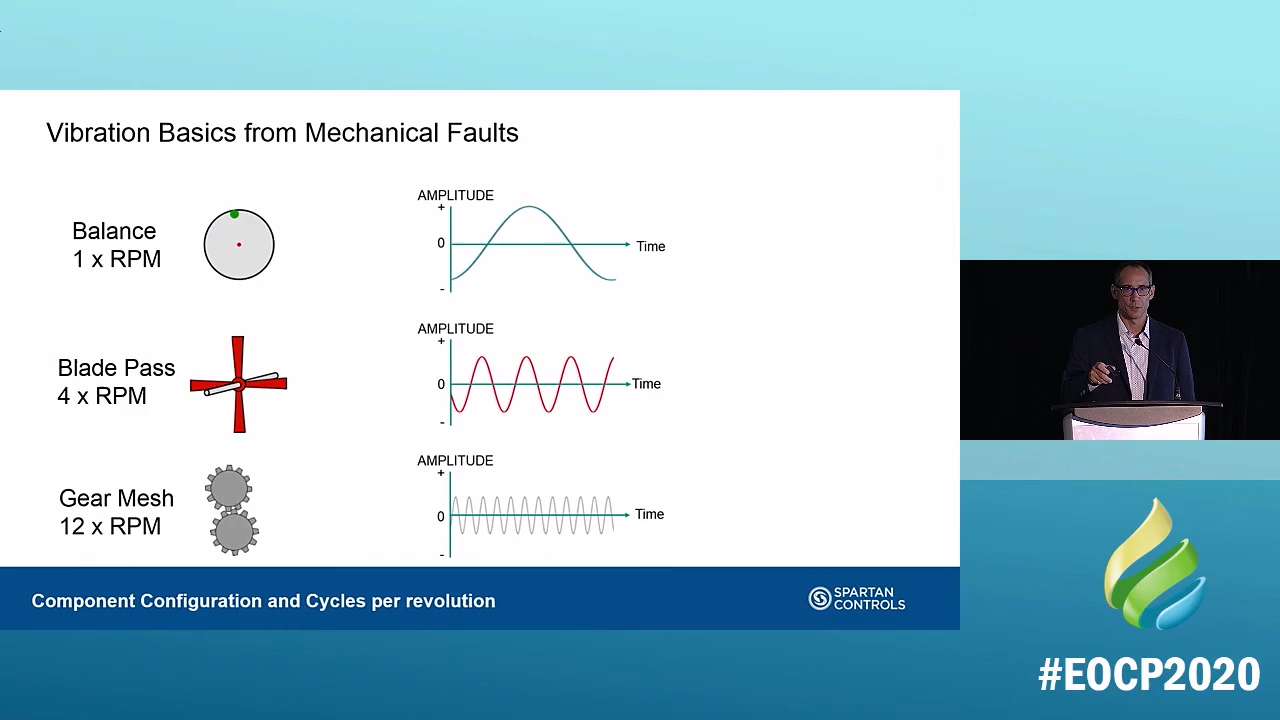 Vibration Basics from Mechanical Faults
Balance
1 x RPM
AMPLITUDE
+
0
-
Time
Blade Pass
4 x RPM
AMPLITUDE
+
0
-
Time
Gear Mesh
12 x RPM
AMPLITUDE
+
0
-
Time
Component Configuration and Cycles per revolution
SPARTAN
CONTROLS
#EOCP2020